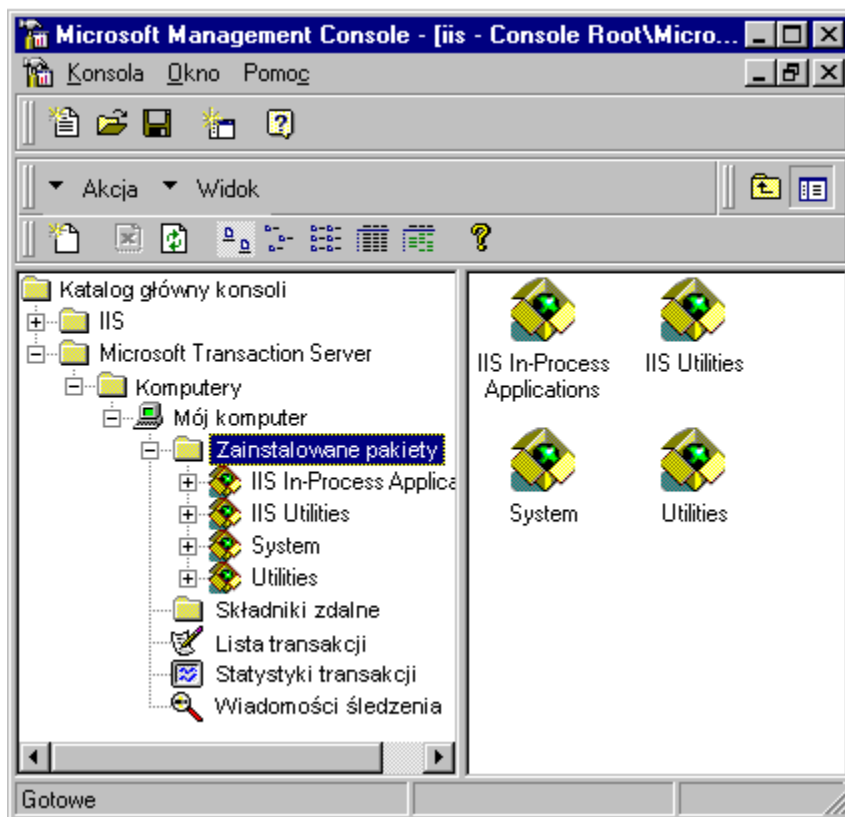 Microsoft Management Console - [iis - Console Root\Micro...
Konsola Okno Pomoc
Akcja Widok
Katalog główny konsoli
IIS
Microsoft Transaction Server
Komputery
Mój komputer
Zainstalowane pakiety
IIS In-Process Applica
IIS Utilities
System
Utilities
Składniki zdalne
Lista transakcji
Statystyki transakcji
Wiadomości śledzenia
IIS In-Process
Applications
IIS Utilities
System
Utilities
Gotowe